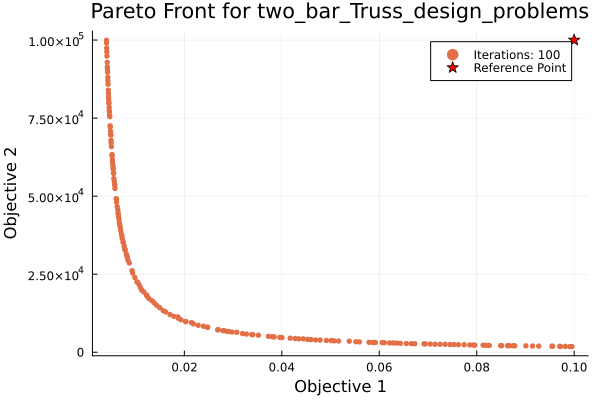 Pareto Front for two_bar_Truss_design_problems
1.00×10⁵
7.50×10⁴
5.00×10⁴
2.50×10⁴
0
Objective 2
Iterations: 100
Reference Point
0.02 0.04 0.06 0.08 0.10
Objective 1